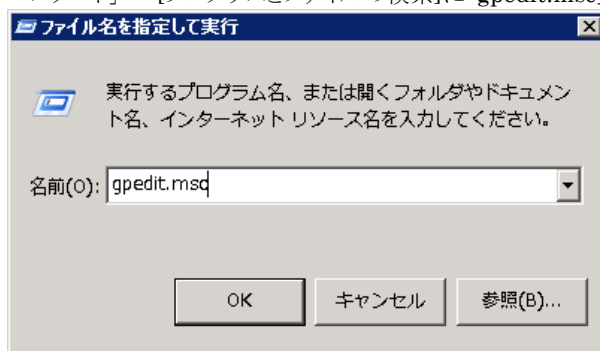 ファイル名を指定して実行
実行するプログラム名、または開くフォルダやドキュメン
ト名、インターネット リソース名を入力してください。
名前(O): gpedit.msc
OK キャンセル 参照(B)...